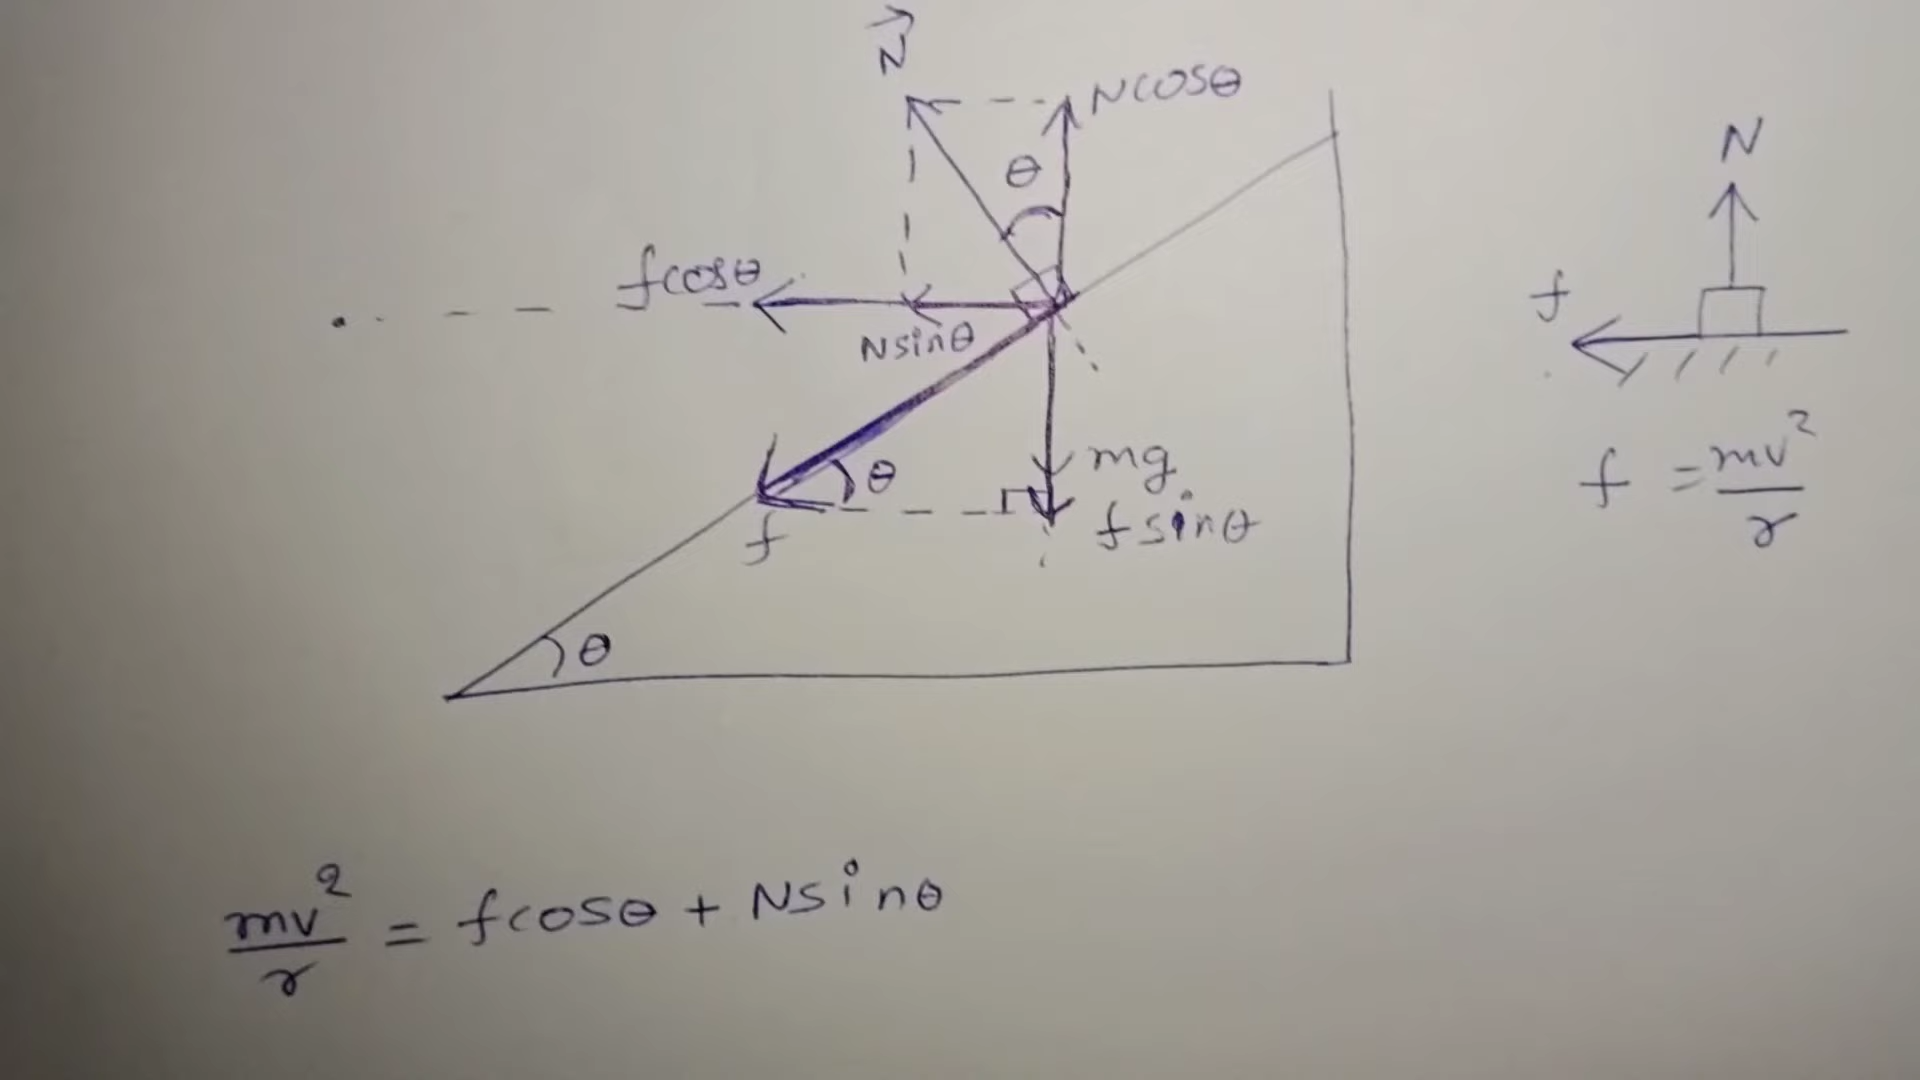 N⃗
Ncosθ
θ
fcosθ
Nsinθ
θ
mg
f
fsinθ
θ
N
f
f = mv²/r
mv²/r = fcosθ + Nsinθ